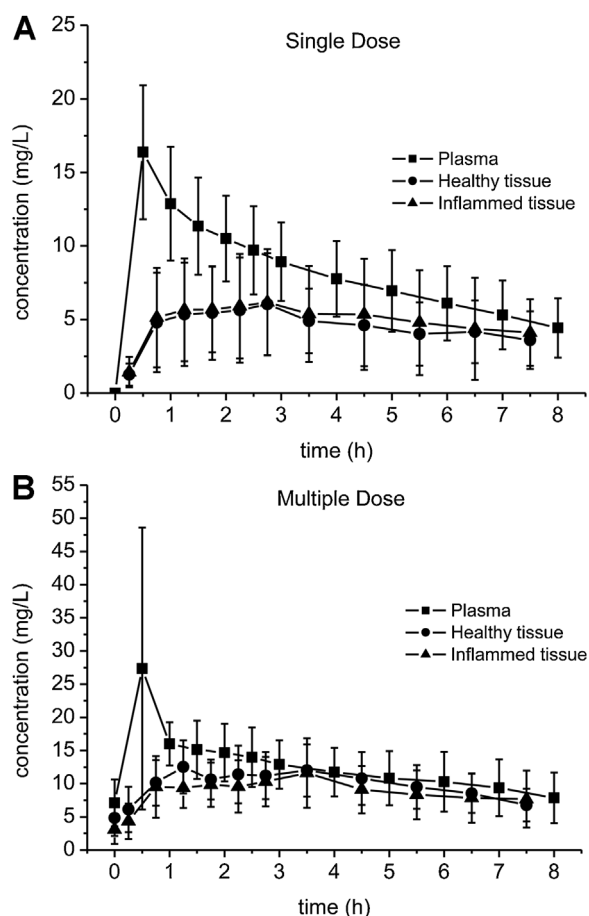 A
Single Dose
25
20
15
10
5
0
concentration (mg/L)
Plasma
Healthy tissue
Inflammed tissue
0 1 2 3 4 5 6 7 8
time (h)
B
Multiple Dose
55
50
45
40
35
30
25
20
15
10
5
0
concentration (mg/L)
Plasma
Healthy tissue
Inflammed tissue
0 1 2 3 4 5 6 7 8
time (h)